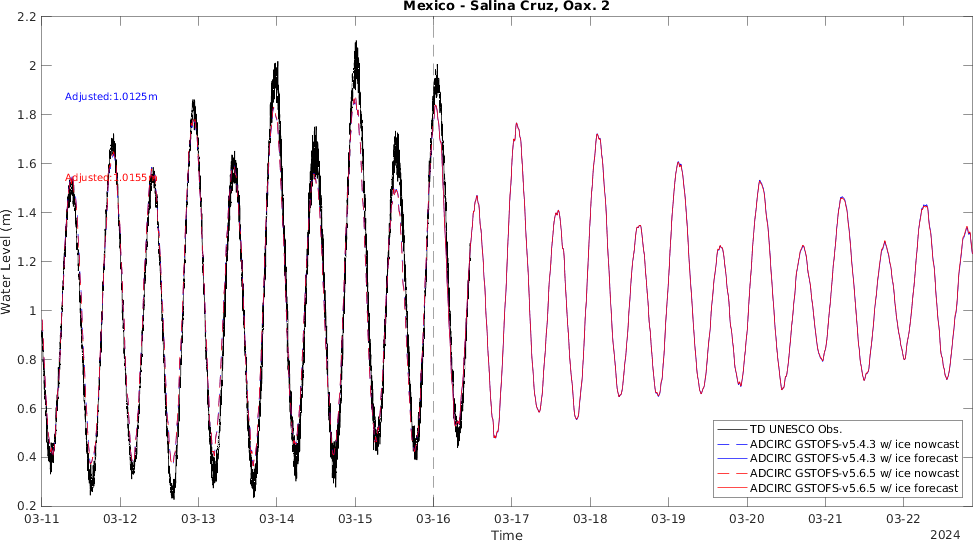 Mexico - Salina Cruz, Oax. 2
2.2
2
1.8
1.6
1.4
1.2
1
0.8
0.6
0.4
0.2
Water Level (m)
Adjusted:1.0125m
Adjusted:1.0155m
TD UNESCO Obs.
ADCIRC GSTOFS-v5.4.3 w/ ice nowcast
ADCIRC GSTOFS-v5.4.3 w/ ice forecast
ADCIRC GSTOFS-v5.6.5 w/ ice nowcast
ADCIRC GSTOFS-v5.6.5 w/ ice forecast
03-11 03-12 03-13 03-14 03-15 03-16 03-17 03-18 03-19 03-20 03-21 03-22
Time
2024